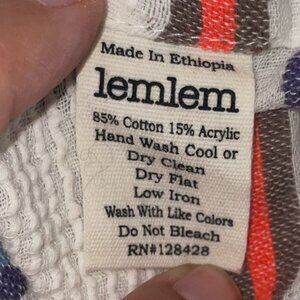 Made In Ethiopia
lemlem
85% Cotton 15% Acrylic
Hand Wash Cool or
Dry Clean
Dry Flat
Low Iron
Wash With Like Colors
Do Not Bleach
RN#128428